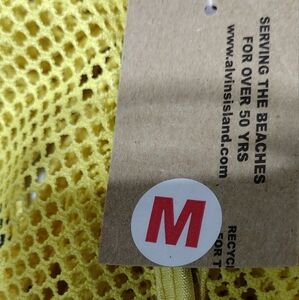 SERVING THE BEACHES
FOR OVER 50 YRS
www.alvinsisland.com
M